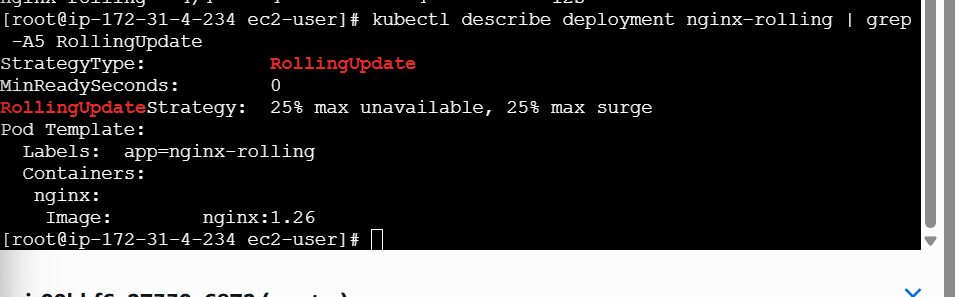 [root@ip-172-31-4-234 ec2-user]# kubectl describe deployment nginx-rolling | grep
-A5 RollingUpdate
StrategyType: RollingUpdate
MinReadySeconds: 0
RollingUpdateStrategy: 25% max unavailable, 25% max surge
Pod Template:
Labels: app=nginx-rolling
Containers:
nginx:
Image: nginx:1.26
[root@ip-172-31-4-234 ec2-user]#